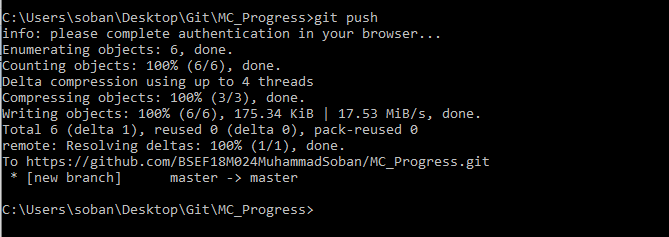 C:\Users\soban\Desktop\Git\MC_Progress>git push
info: please complete authentication in your browser...
Enumerating objects: 6, done.
Counting objects: 100% (6/6), done.
Delta compression using up to 4 threads
Compressing objects: 100% (3/3), done.
Writing objects: 100% (6/6), 175.34 KiB | 17.53 MiB/s, done.
Total 6 (delta 1), reused 0 (delta 0), pack-reused 0
remote: Resolving deltas: 100% (1/1), done.
To https://github.com/BSEF18M024MuhammadSoban/MC_Progress.git
 * [new branch]      master -> master
C:\Users\soban\Desktop\Git\MC_Progress>